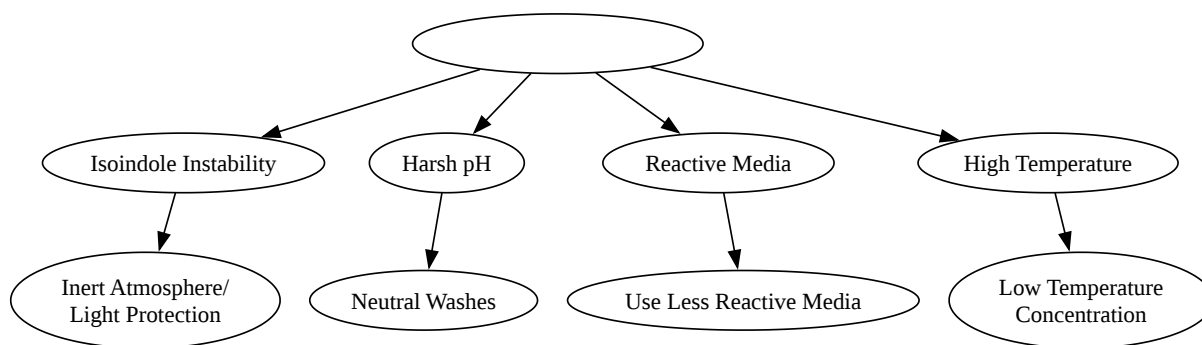 Isoindole Instability
Harsh pH
Reactive Media
High Temperature
Inert Atmosphere/
Light Protection
Neutral Washes
Use Less Reactive Media
Low Temperature
Concentration